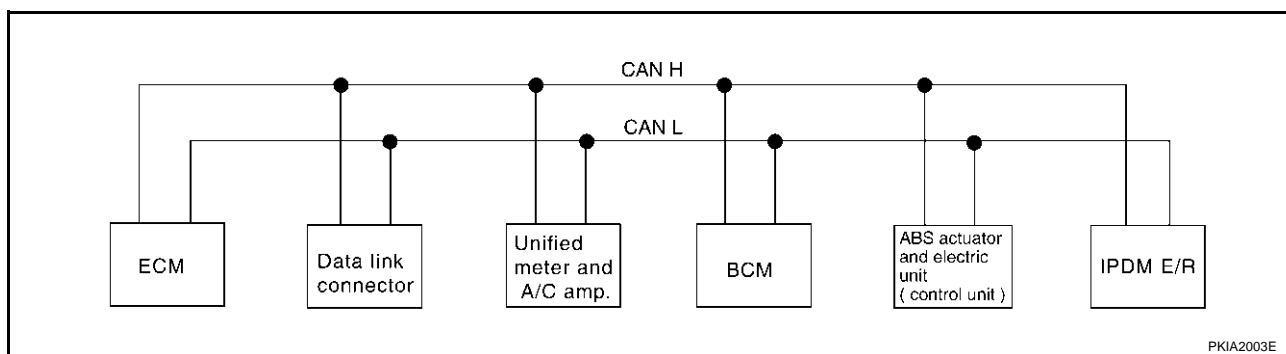 CAN H
CAN L
ECM
Data link
connector
Unified
meter and
A/C amp.
BCM
ABS actuator
and electric
unit
( control unit )
IPDM E/R
PKIA2003E